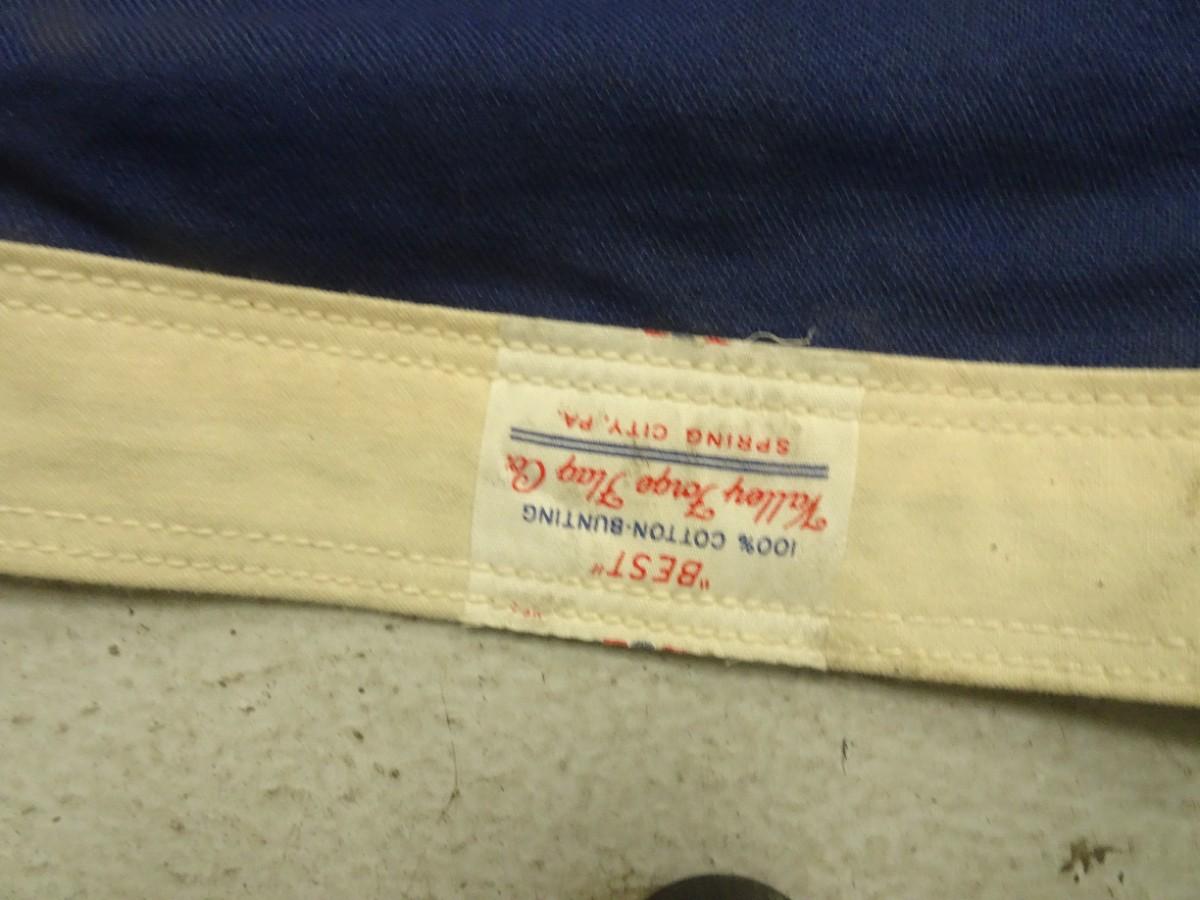 "BEST"
100% COTTON-BUNTING
Valley Forge Flag Co.
SPRING CITY, PA.